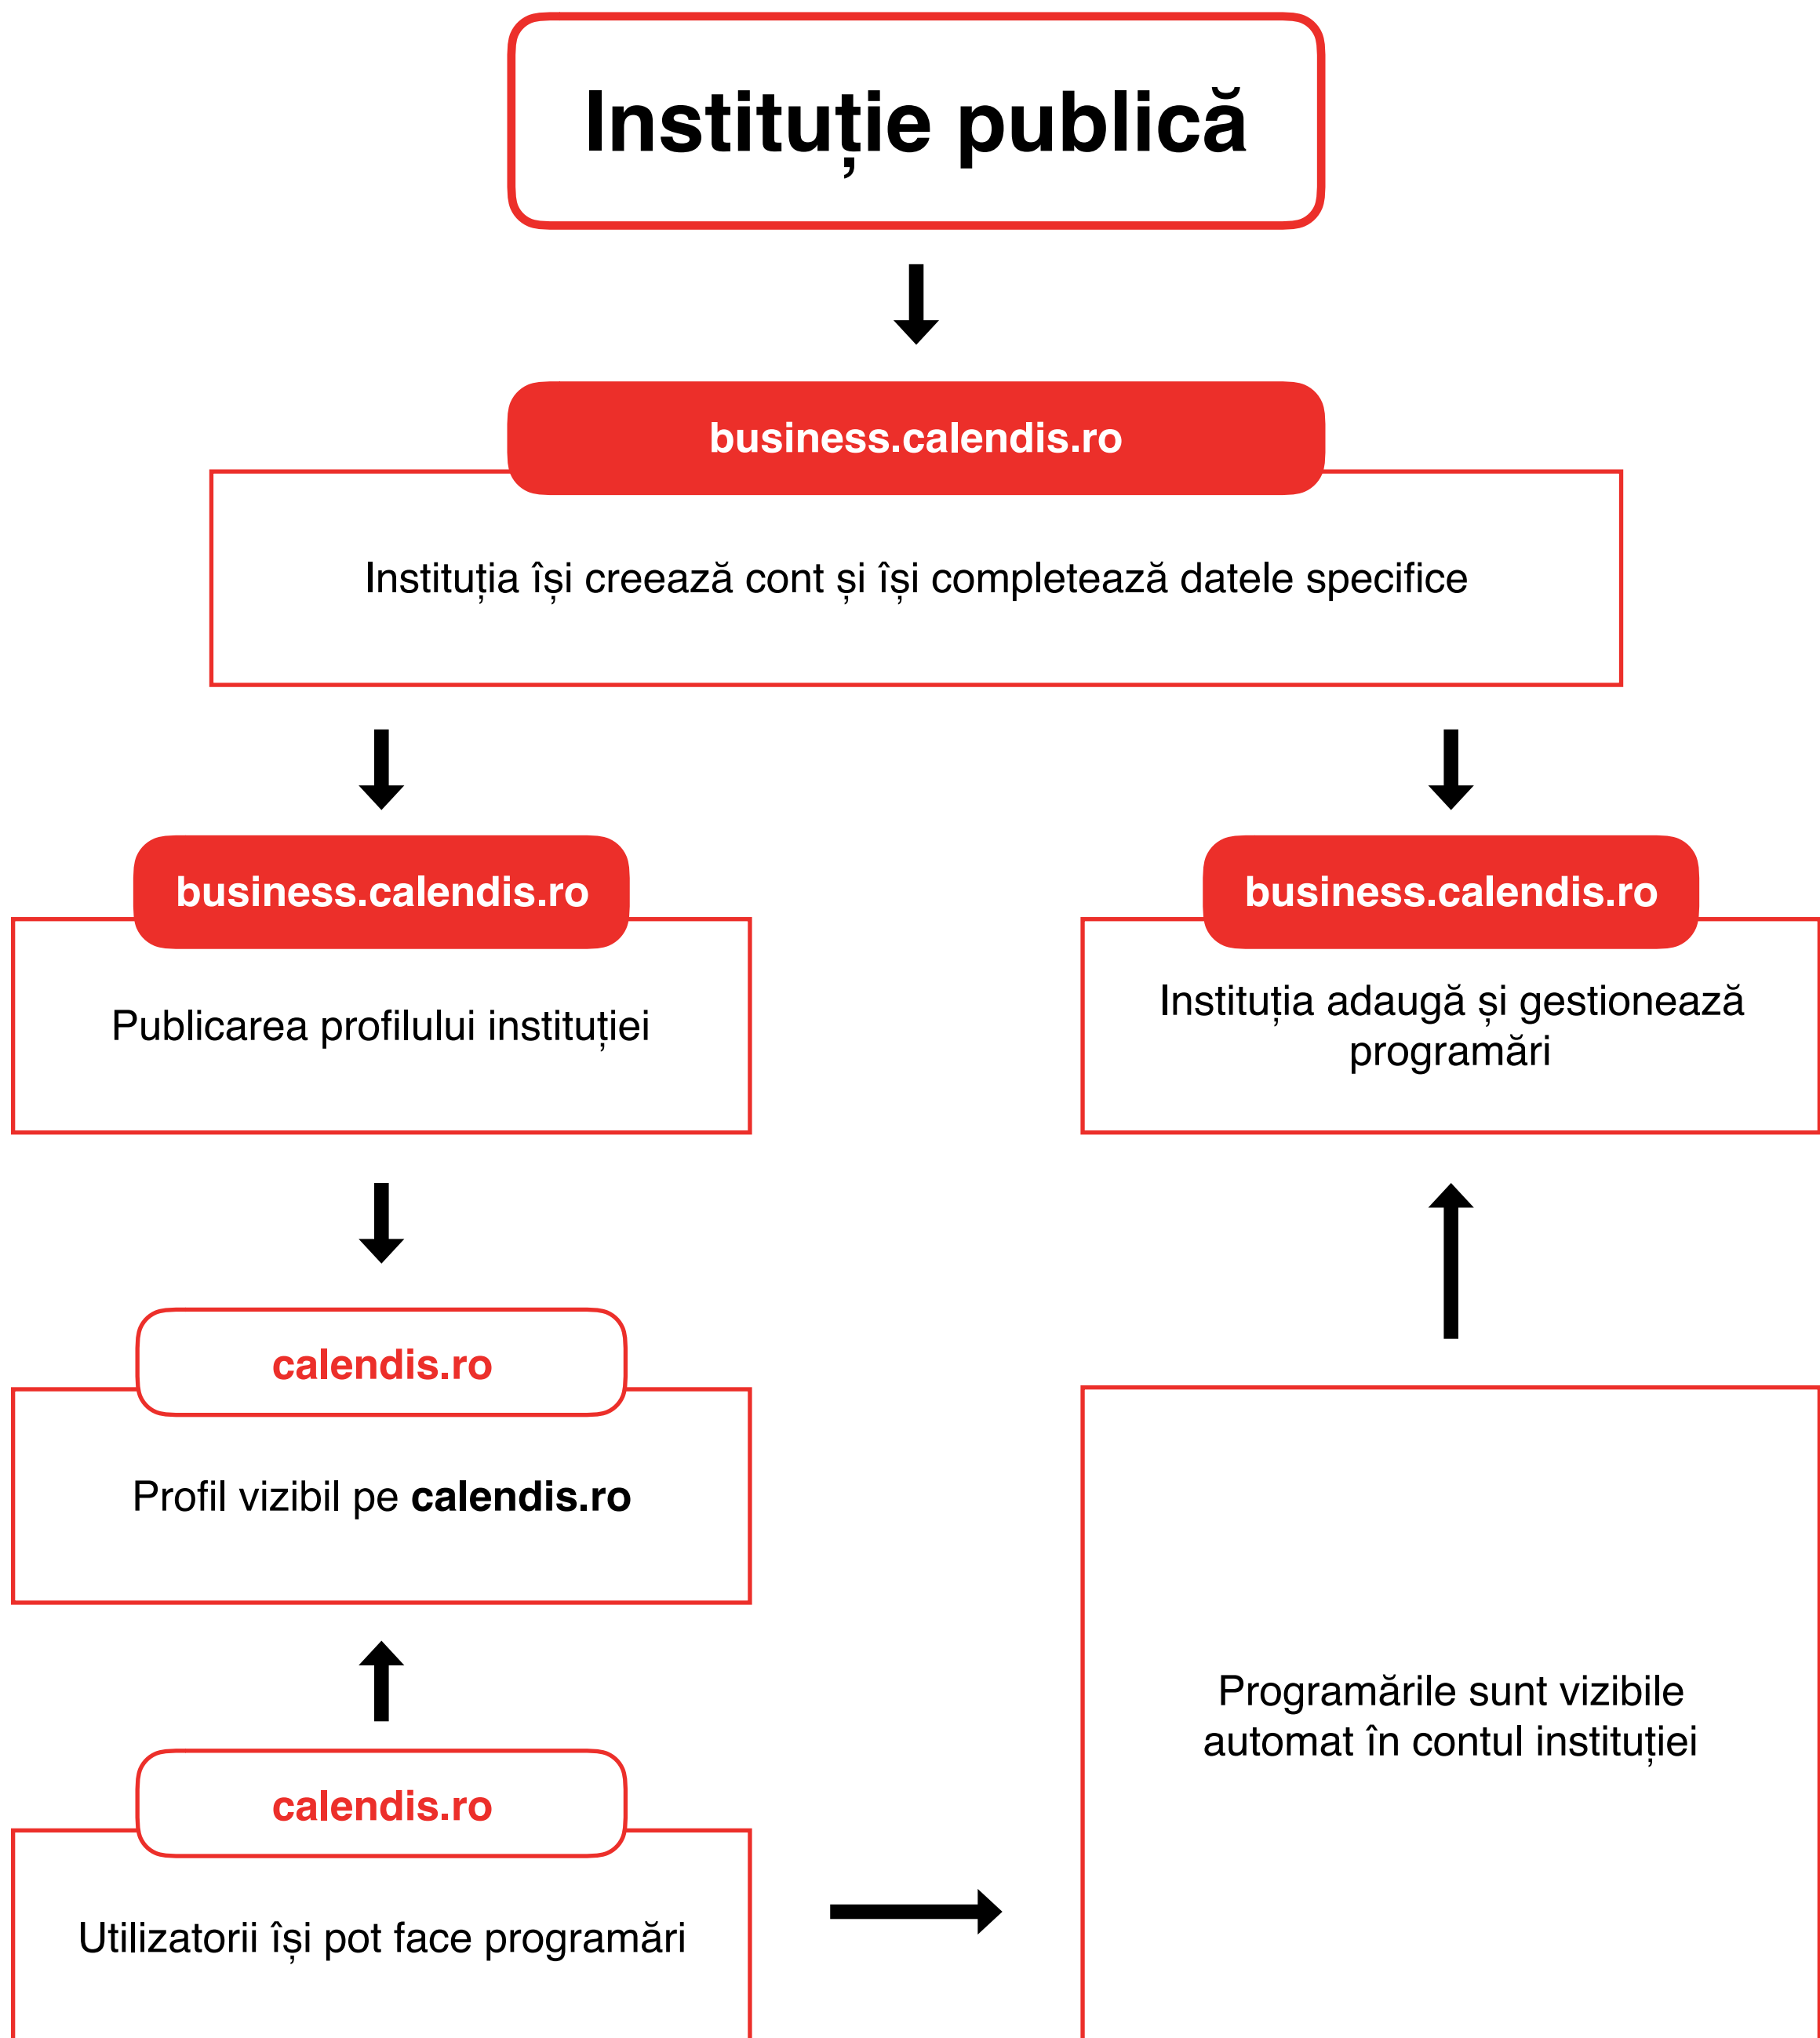 Instituție publică
business.calendis.ro
Instituția își creează cont și își completează datele specifice
business.calendis.ro
Publicarea profilului instituției
business.calendis.ro
Instituția adaugă și gestionează
programări
calendis.ro
Profil vizibil pe calendis.ro
calendis.ro
Utilizatorii își pot face programări
Programările sunt vizibile
automat în contul instituției